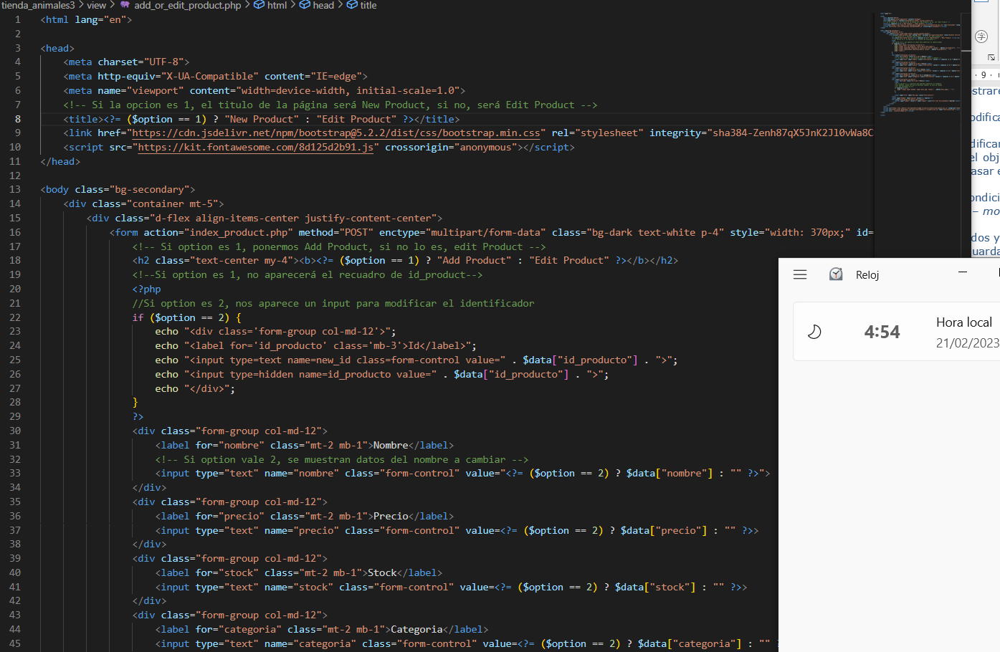 tienda_animales3 > view > add_or_edit_product.php > html > head > title
1 <html lang="en">
2
3 <head>
4 <meta charset="UTF-8">
5 <meta http-equiv="X-UA-Compatible" content="IE=edge">
6 <meta name="viewport" content="width=device-width, initial-scale=1.0">
7 <!-- Si la opcion es 1, el titulo de la página será New Product, si no, será Edit Product -->
8 <title><?= ($option == 1) ? "New Product" : "Edit Product" ?></title>
9 <link href="https://cdn.jsdelivr.net/npm/bootstrap@5.2.2/dist/css/bootstrap.min.css" rel="stylesheet" integrity="sha384-Zenh87qX5JnK2Jl0vWa8C
10 <script src="https://kit.fontawesome.com/8d125d2b91.js" crossorigin="anonymous"></script>
11 </head>
12
13 <body class="bg-secondary">
14 <div class="container mt-5">
15 <div class="d-flex align-items-center justify-content-center">
16 <form action="index_product.php" method="POST" enctype="multipart/form-data" class="bg-dark text-white p-4" style="width: 370px;" id=
17 <!-- Si option es 1, ponermos Add Product, si no lo es, edit Product -->
18 <h2 class="text-center my-4"><b><?= ($option == 1) ? "Add Product" : "Edit Product" ?></b></h2>
19 <!--Si option es 1, no aparecerá el recuadro de id_product-->
20 <?php
21 //Si option es 2, nos aparece un input para modificar el identificador
22 if ($option == 2) {
23 echo "<div class='form-group col-md-12'>";
24 echo "<label for='id_producto' class='mb-3'>Id</label>";
25 echo "<input type=text name=new_id class=form-control value=" . $data["id_producto"] . ">";
26 echo "<input type=hidden name=id_producto value=" . $data["id_producto"] . ">";
27 echo "</div>";
28 }
29 ?>
30 <div class="form-group col-md-12">
31 <label for="nombre" class="mt-2 mb-1">Nombre</label>
32 <!-- Si option vale 2, se muestran datos del nombre a cambiar -->
33 <input type="text" name="nombre" class="form-control" value="<?= ($option == 2) ? $data["nombre"] : "" ?>">
34 </div>
35 <div class="form-group col-md-12">
36 <label for="precio" class="mt-2 mb-1">Precio</label>
37 <input type="text" name="precio" class="form-control" value=<?= ($option == 2) ? $data["precio"] : "" ?>>
38 </div>
39 <div class="form-group col-md-12">
40 <label for="stock" class="mt-2 mb-1">Stock</label>
41 <input type="text" name="stock" class="form-control" value=<?= ($option == 2) ? $data["stock"] : "" ?>>
42 </div>
43 <div class="form-group col-md-12">
44 <label for="categoria" class="mt-2 mb-1">Categoria</label>
45 <input type="text" name="categoria" class="form-control" value=<?= ($option == 2) ? $data["categoria"] : ""
字
· 9 ·
strare
odifica
dificar
el obj
asar e
ondici
– mo
dos y
uarda
Reloj
4:54
Hora local
21/02/2023